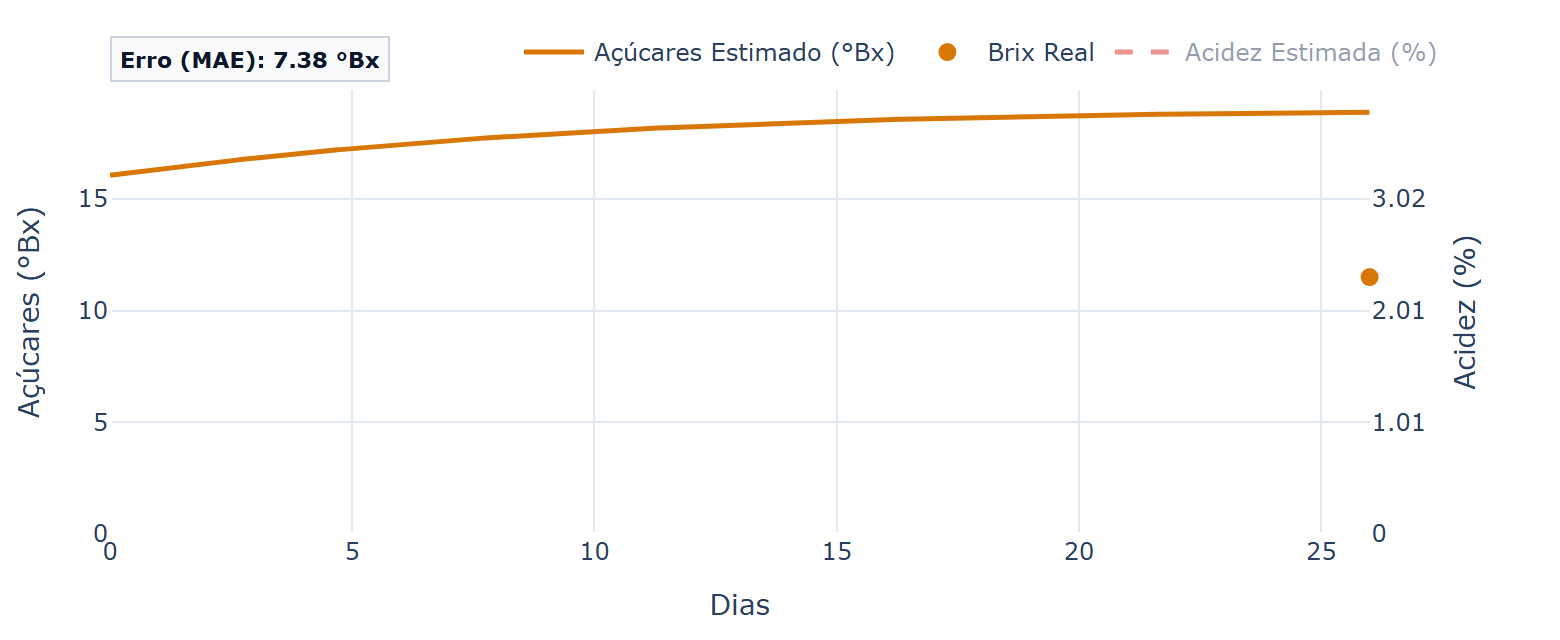 Erro (MAE): 7.38 ºBx
Açúcares Estimado (°Bx)
Brix Real
Acidez Estimada (%)
Açúcares (°Bx)
15
10
5
0
3.02
2.01
1.01
0
Acidez (%)
0
5
10
15
20
25
Dias